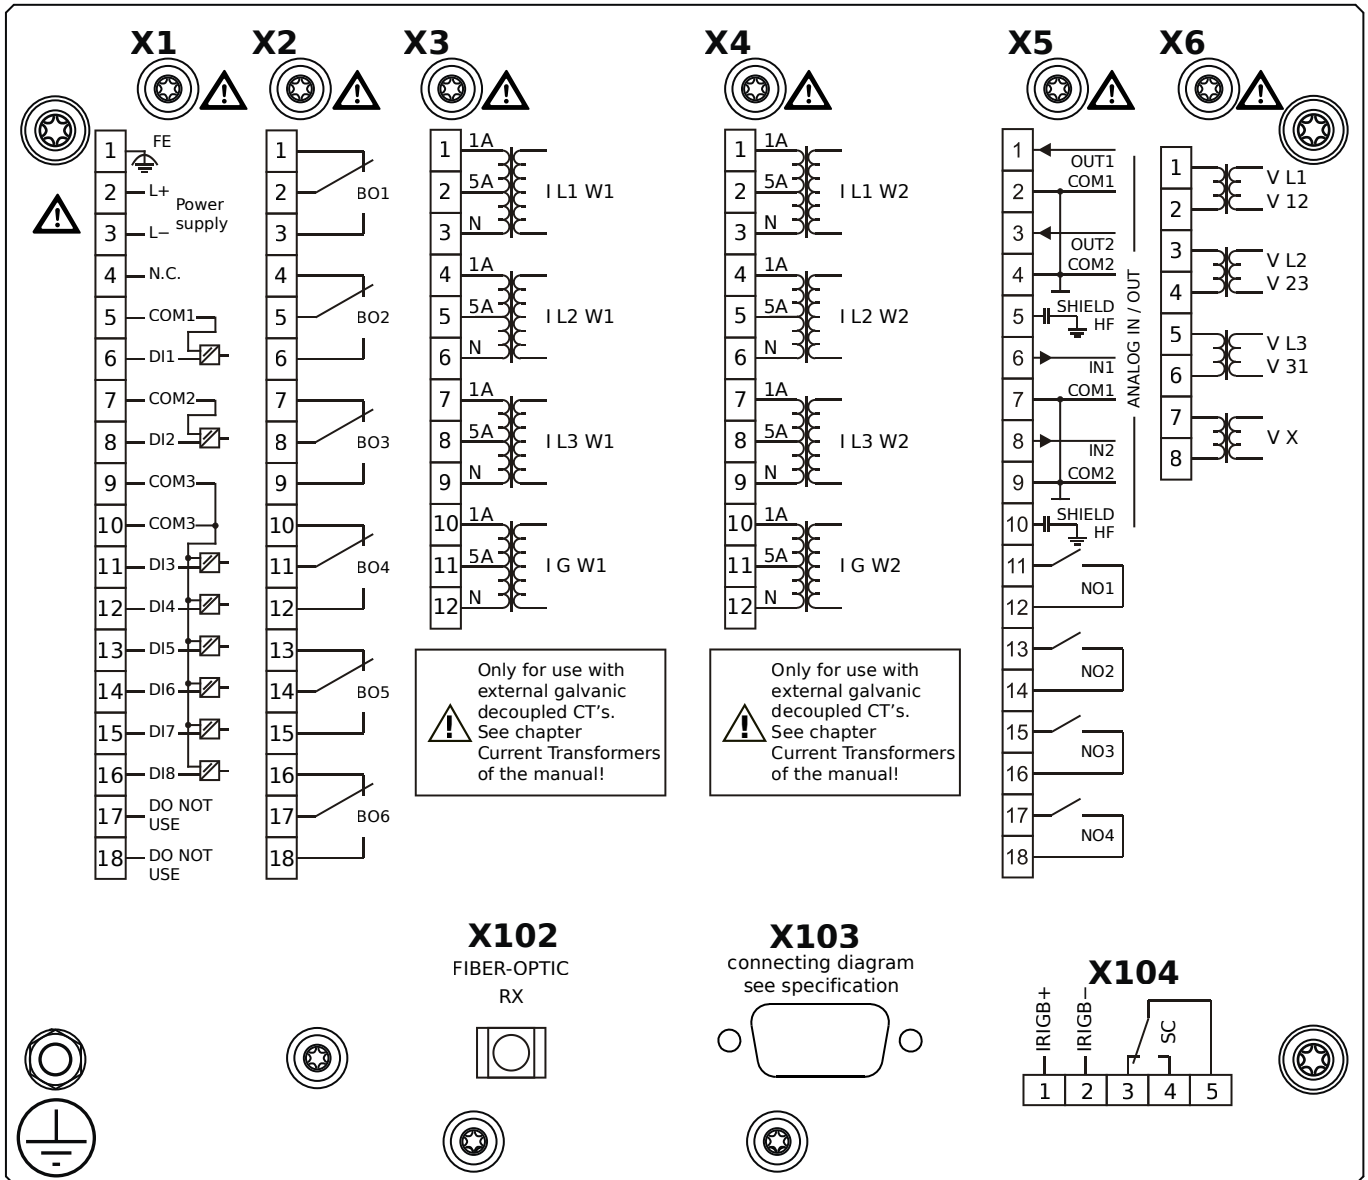 X1 X2 X3 X4 X5 X6
1 FE
2 L+
Power
supply
3 L−
4 N.C.
5 COM1
6 DI1
7 COM2
8 DI2
9 COM3
10 COM3
11 DI3
12 DI4
13 DI5
14 DI6
15 DI7
16 DI8
17 DO NOT
USE
18 DO NOT
USE
1
2 BO1
3
4
5 BO2
6
7
8 BO3
9
10
11 BO4
12
13
14 BO5
15
16
17 BO6
18
1 1A
2 5A I L1 W1
3 N
4 1A
5 5A I L2 W1
6 N
7 1A
8 5A I L3 W1
9 N
10 1A
11 5A I G W1
12 N
Only for use with
external galvanic
decoupled CT's.
See chapter
Current Transformers
of the manual!
1 1A
2 5A I L1 W2
3 N
4 1A
5 5A I L2 W2
6 N
7 1A
8 5A I L3 W2
9 N
10 1A
11 5A I G W2
12 N
Only for use with
external galvanic
decoupled CT's.
See chapter
Current Transformers
of the manual!
1
OUT1
2 COM1
3
OUT2
4 COM2
5 SHIELD
HF
6
IN1
7 COM1
8
IN2
9 COM2
10 SHIELD
HF
ANALOG IN / OUT
11
NO1
12
13
NO2
14
15
NO3
16
17
NO4
18
1
V L1
V 12
2
3
V L2
V 23
4
5
V L3
V 31
6
7
V X
8
X102
FIBER-OPTIC
RX
X103
connecting diagram
see specification
X104
IRIGB+
IRIGB−
SC
1 2 3 4 5